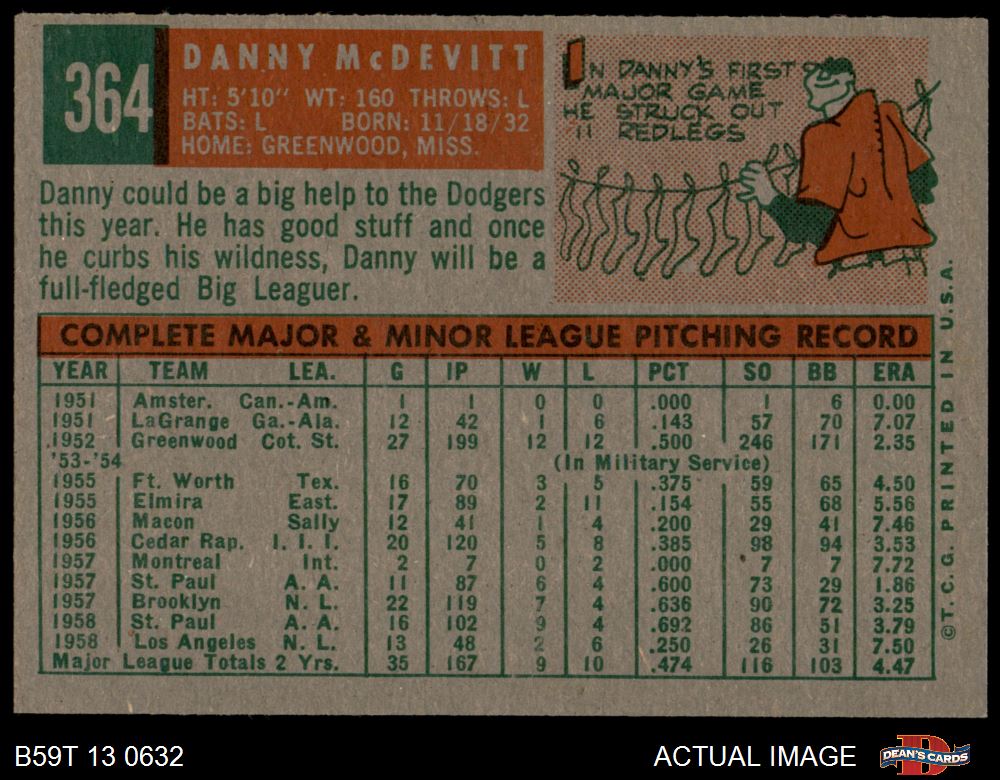 364
DANNY McDEVITT
HT: 5'10" WT: 160 THROWS: L
BATS: L BORN: 11/18/32
HOME: GREENWOOD, MISS.
IN DANNY'S FIRST
MAJOR GAME
HE STRUCK OUT
11 REDLEGS
Danny could be a big help to the Dodgers
this year. He has good stuff and once
he curbs his wildness, Danny will be a
full-fledged Big Leaguer.
COMPLETE MAJOR & MINOR LEAGUE PITCHING RECORD
YEAR TEAM LEA. G IP W L PCT SO BB ERA
1951 Amster. Can.-Am. 1 1 0 0 .000 1 6 0.00
1951 LaGrange Ga.-Ala. 12 42 1 6 .143 57 70 7.07
1952 Greenwood Cot. St. 27 199 12 12 .500 246 171 2.35
'53-'54 (In Military Service)
1955 Ft. Worth Tex. 16 70 3 5 .375 59 65 4.50
1955 Elmira East. 17 89 2 11 .154 55 68 5.56
1956 Macon Sally 12 41 1 4 .200 29 41 7.46
1956 Cedar Rap. I. I. I. 20 120 5 8 .385 98 94 3.53
1957 Montreal Int. 2 7 0 2 .000 7 7 7.72
1957 St. Paul A. A. 11 87 6 4 .600 73 29 1.86
1957 Brooklyn N. L. 22 119 7 4 .636 90 72 3.25
1958 St. Paul A. A. 16 102 9 4 .692 86 51 3.79
1958 Los Angeles N. L. 13 48 2 6 .250 26 31 7.50
Major League Totals 2 Yrs. 35 167 9 10 .474 116 103 4.47
©T.C.G. PRINTED IN U.S.A.
B59T 13 0632
ACTUAL IMAGE
DEAN'S CARDS